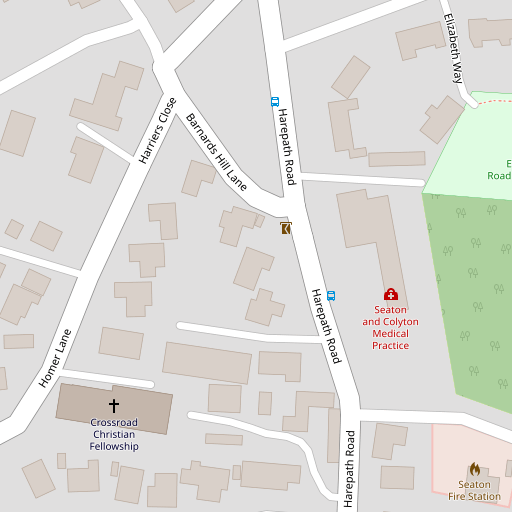 Elizabeth Way
Harriers Close
Barnards Hill Lane
Harepath Road
E
Road
Harepath Road
Seaton
and Colyton
Medical
Practice
Homer Lane
Crossroad
Christian
Fellowship
Harepath Road
Seaton
Fire Station